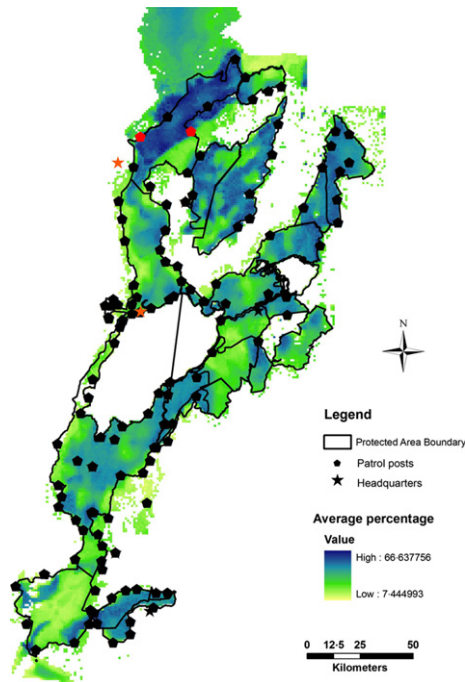 N
Legend
Protected Area Boundary
Patrol posts
Headquarters
Average percentage
Value
High : 66·637756
Low : 7·444993
0 12·5 25 50
Kilometers